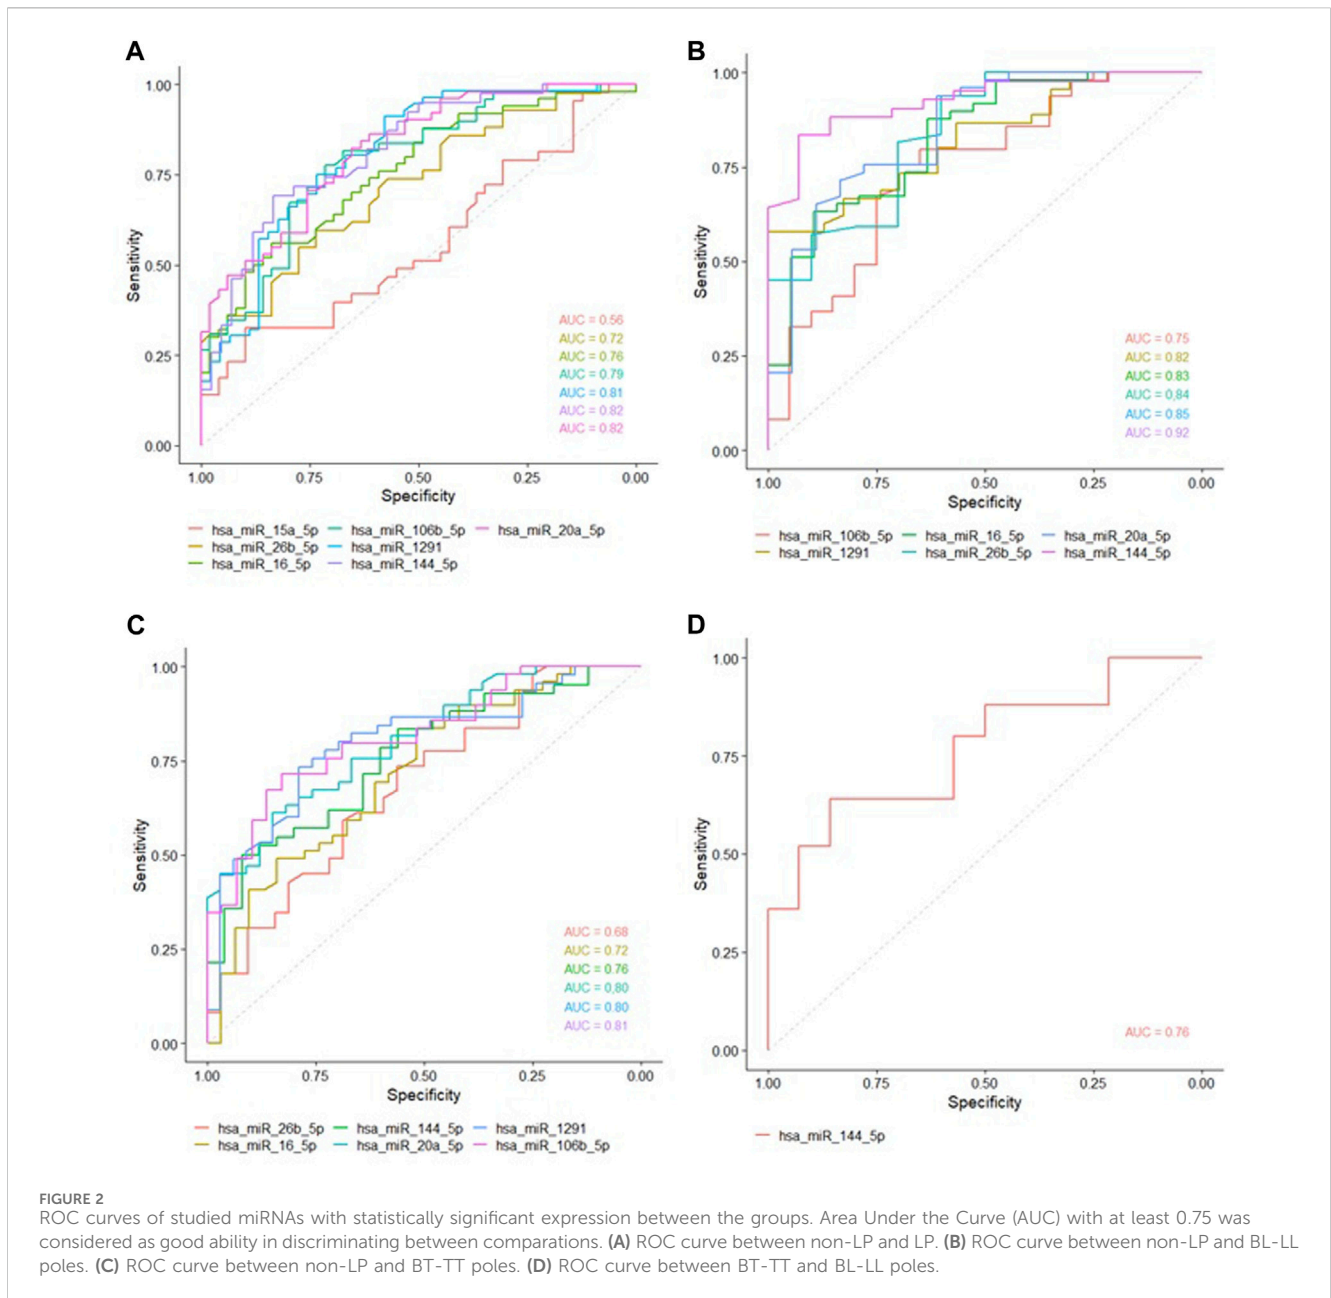 A
1.00
0.75
0.50
0.25
0.00
Sensitivity
AUC = 0.56
AUC = 0.72
AUC = 0.76
AUC = 0.79
AUC = 0.81
AUC = 0.82
AUC = 0.82
1.00 0.75 0.50 0.25 0.00
Specificity
hsa_miR_15a_5p hsa_miR_106b_5p hsa_miR_20a_5p
hsa_miR_26b_5p hsa_miR_1291
hsa_miR_16_5p hsa_miR_144_5p
B
1.00
0.75
0.50
0.25
0.00
Sensitivity
AUC = 0.75
AUC = 0.82
AUC = 0.83
AUC = 0,84
AUC = 0.85
AUC = 0.92
1.00 0.75 0.50 0.25 0.00
Specificity
hsa_miR_106b_5p hsa_miR_16_5p hsa_miR_20a_5p
hsa_miR_1291 hsa_miR_26b_5p hsa_miR_144_5p
C
1.00
0.75
0.50
0.25
0.00
Sensitivity
AUC = 0.68
AUC = 0.72
AUC = 0.76
AUC = 0,80
AUC = 0.80
AUC = 0.81
1.00 0.75 0.50 0.25 0.00
Specificity
hsa_miR_26b_5p hsa_miR_144_5p hsa_miR_1291
hsa_miR_16_5p hsa_miR_20a_5p hsa_miR_106b_5p
D
1.00
0.75
0.50
0.25
0.00
Sensitivity
AUC = 0.76
1.00 0.75 0.50 0.25 0.00
Specificity
hsa_miR_144_5p
FIGURE 2
ROC curves of studied miRNAs with statistically significant expression between the groups. Area Under the Curve (AUC) with at least 0.75 was
considered as good ability in discriminating between comparations. (A) ROC curve between non-LP and LP. (B) ROC curve between non-LP and BL-LL
poles. (C) ROC curve between non-LP and BT-TT poles. (D) ROC curve between BT-TT and BL-LL poles.